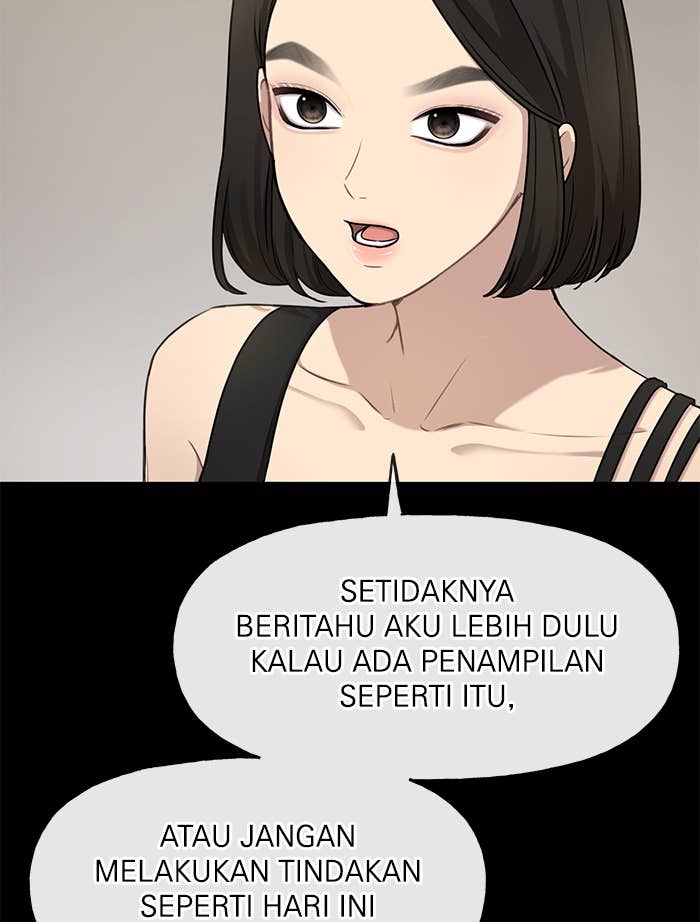 SETIDAKNYA
BERITAHU AKU LEBIH DULU
KALAU ADA PENAMPILAN
SEPERTI ITU,
ATAU JANGAN
MELAKUKAN TINDAKAN
SEPERTI HARI INI